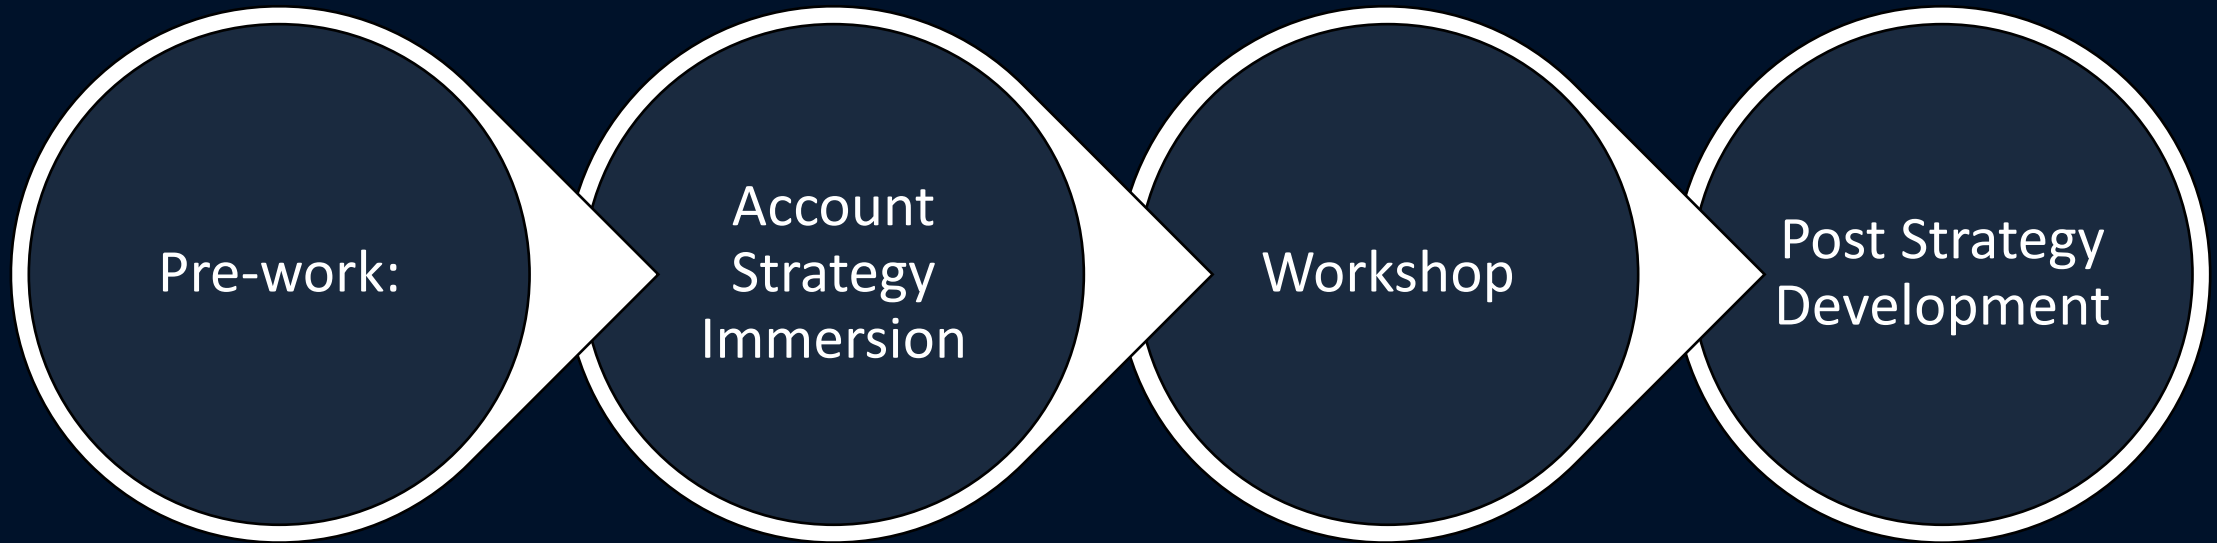 Pre-work:
Account
Strategy
Immersion
Workshop
Post Strategy
Development